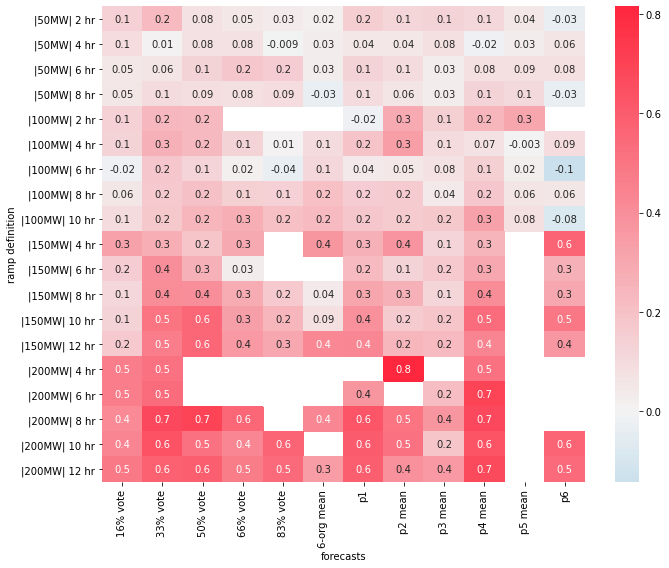 |50MW| 2 hr 0.1 0.2 0.08 0.05 0.03 0.02 0.2 0.1 0.1 0.1 0.04 -0.03
|50MW| 4 hr 0.1 0.01 0.08 0.08 -0.009 0.03 0.04 0.04 0.08 -0.02 0.03 0.06
|50MW| 6 hr 0.05 0.06 0.1 0.2 0.2 0.03 0.1 0.1 0.03 0.08 0.09 0.08
|50MW| 8 hr 0.05 0.1 0.09 0.08 0.09 -0.03 0.1 0.06 0.03 0.1 0.1 -0.03
|100MW| 2 hr 0.1 0.2 0.2 -0.02 0.3 0.1 0.2 0.3
|100MW| 4 hr 0.1 0.3 0.2 0.1 0.01 0.1 0.2 0.3 0.1 0.07 -0.003 0.09
|100MW| 6 hr -0.02 0.2 0.1 0.02 -0.04 0.1 0.04 0.05 0.08 0.1 0.02 -0.1
|100MW| 8 hr 0.06 0.2 0.2 0.1 0.1 0.2 0.2 0.2 0.04 0.2 0.06 0.06
|100MW| 10 hr 0.1 0.2 0.2 0.3 0.2 0.2 0.2 0.2 0.2 0.3 0.08 -0.08
|150MW| 4 hr 0.3 0.3 0.2 0.3 0.4 0.3 0.4 0.1 0.3 0.6
|150MW| 6 hr 0.2 0.4 0.3 0.03 0.2 0.1 0.2 0.3 0.3
|150MW| 8 hr 0.1 0.4 0.4 0.3 0.2 0.04 0.3 0.3 0.1 0.4 0.3
|150MW| 10 hr 0.1 0.5 0.6 0.3 0.2 0.09 0.4 0.2 0.2 0.5 0.5
|150MW| 12 hr 0.2 0.5 0.6 0.4 0.3 0.4 0.4 0.2 0.2 0.4 0.4
|200MW| 4 hr 0.5 0.5 0.8 0.5
|200MW| 6 hr 0.5 0.5 0.4 0.2 0.7
|200MW| 8 hr 0.4 0.7 0.7 0.6 0.4 0.6 0.5 0.4 0.7
|200MW| 10 hr 0.4 0.6 0.5 0.4 0.6 0.6 0.5 0.2 0.6 0.6
|200MW| 12 hr 0.5 0.6 0.6 0.5 0.5 0.3 0.6 0.4 0.4 0.7 0.5
ramp definition
16% vote 33% vote 50% vote 66% vote 83% vote 6-org mean p1 p2 mean p3 mean p4 mean p5 mean p6
forecasts
0.8
0.6
0.4
0.2
0.0